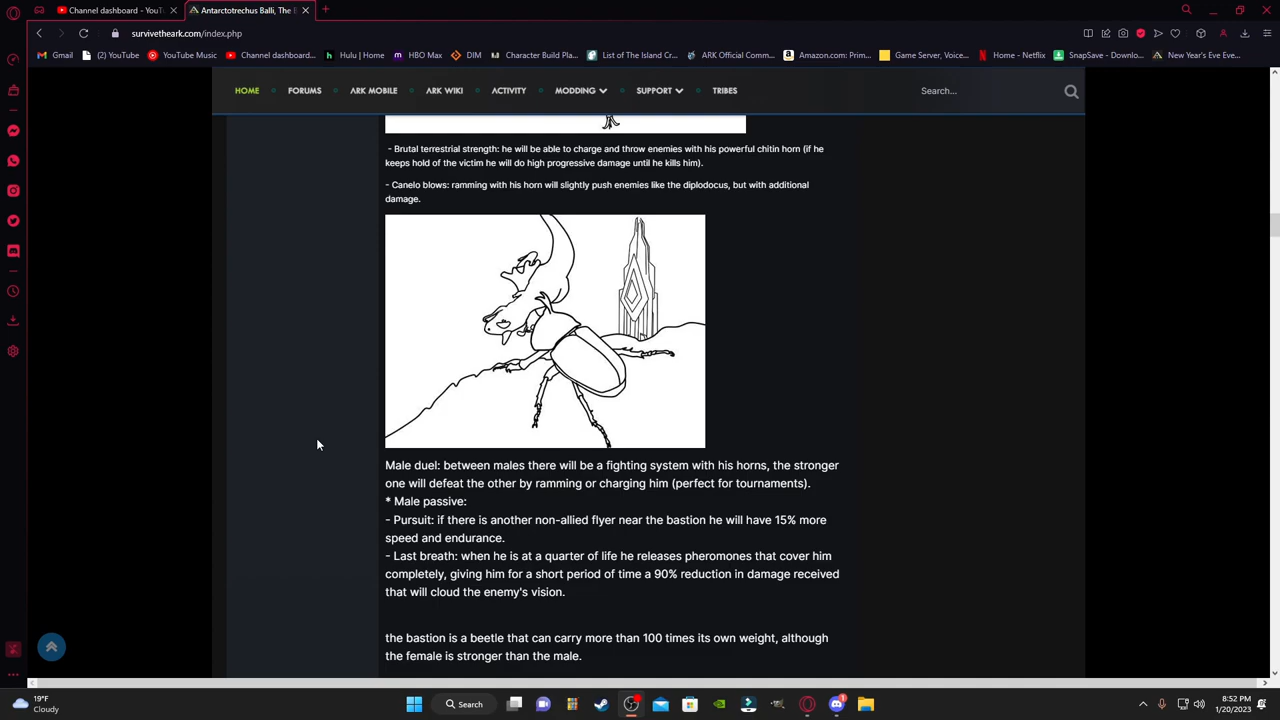 Channel dashboard - YouT
Antarctotrechus Balli, The B
survivetheark.com/index.php
Gmail
(2) YouTube
YouTube Music
Channel dashboard...
Hulu | Home
HBO Max
DIM
Character Build Pla...
List of The Island Cr...
ARK Official Comm...
Amazon.com: Prim...
Game Server, Voice...
Home - Netflix
SnapSave - Downlo...
New Year's Eve Eve...
HOME
FORUMS
ARK MOBILE
ARK WIKI
ACTIVITY
MODDING
SUPPORT
TRIBES
Search...
- Brutal terrestrial strength: he will be able to charge and throw enemies with his powerful chitin horn (if he
keeps hold of the victim he will do high progressive damage until he kills him).
- Canelo blows: ramming with his horn will slightly push enemies like the diplodocus, but with additional
damage.
Male duel: between males there will be a fighting system with his horns, the stronger
one will defeat the other by ramming or charging him (perfect for tournaments).
* Male passive:
- Pursuit: if there is another non-allied flyer near the bastion he will have 15% more
speed and endurance.
- Last breath: when he is at a quarter of life he releases pheromones that cover him
completely, giving him for a short period of time a 90% reduction in damage received
that will cloud the enemy's vision.
the bastion is a beetle that can carry more than 100 times its own weight, although
the female is stronger than the male.
19°F
Cloudy
Search
1
8:52 PM
1/20/2023